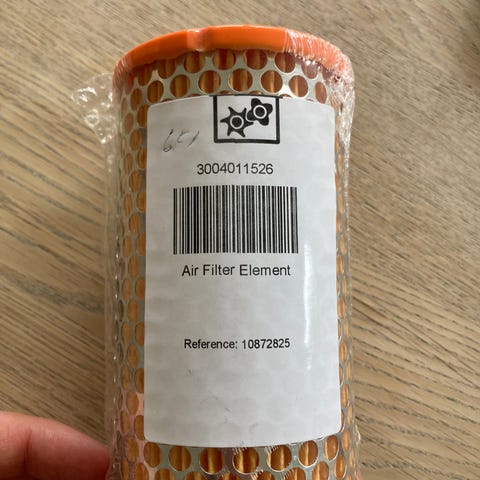 3004011526
Air Filter Element
Reference: 10872825